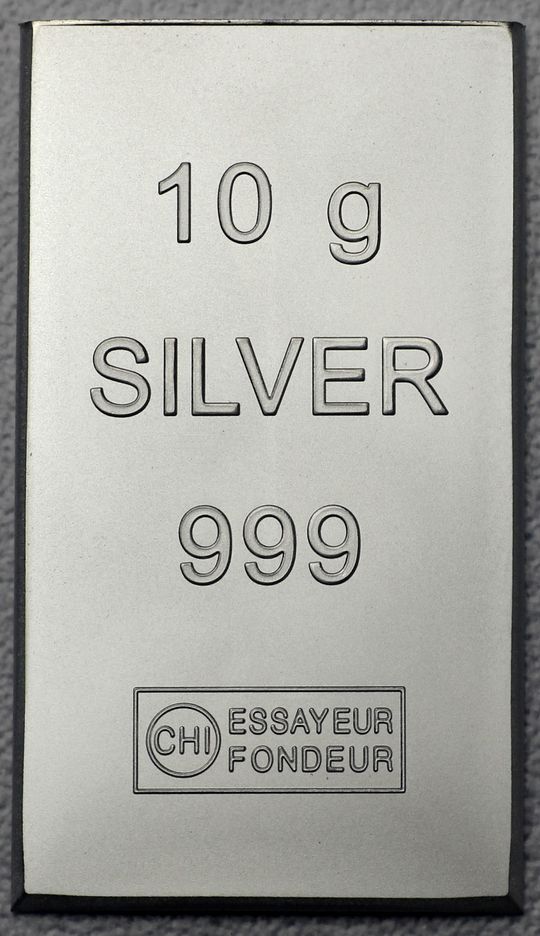 10 g
SILVER
999
CHI ESSAYEUR
FONDEUR